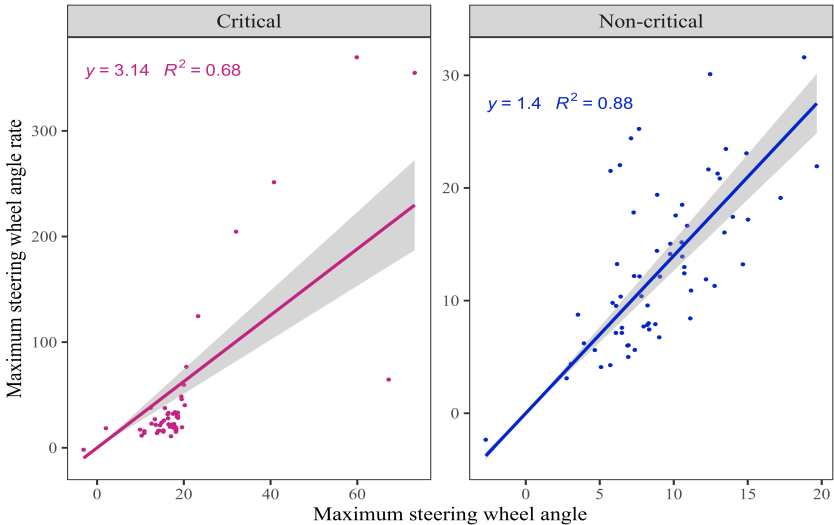 Critical
Non-critical
y = 3.14 R² = 0.68
y = 1.4 R² = 0.88
Maximum steering wheel angle rate
300
200
100
0
30
20
10
0
0 20 40 60
0 5 10 15 20
Maximum steering wheel angle